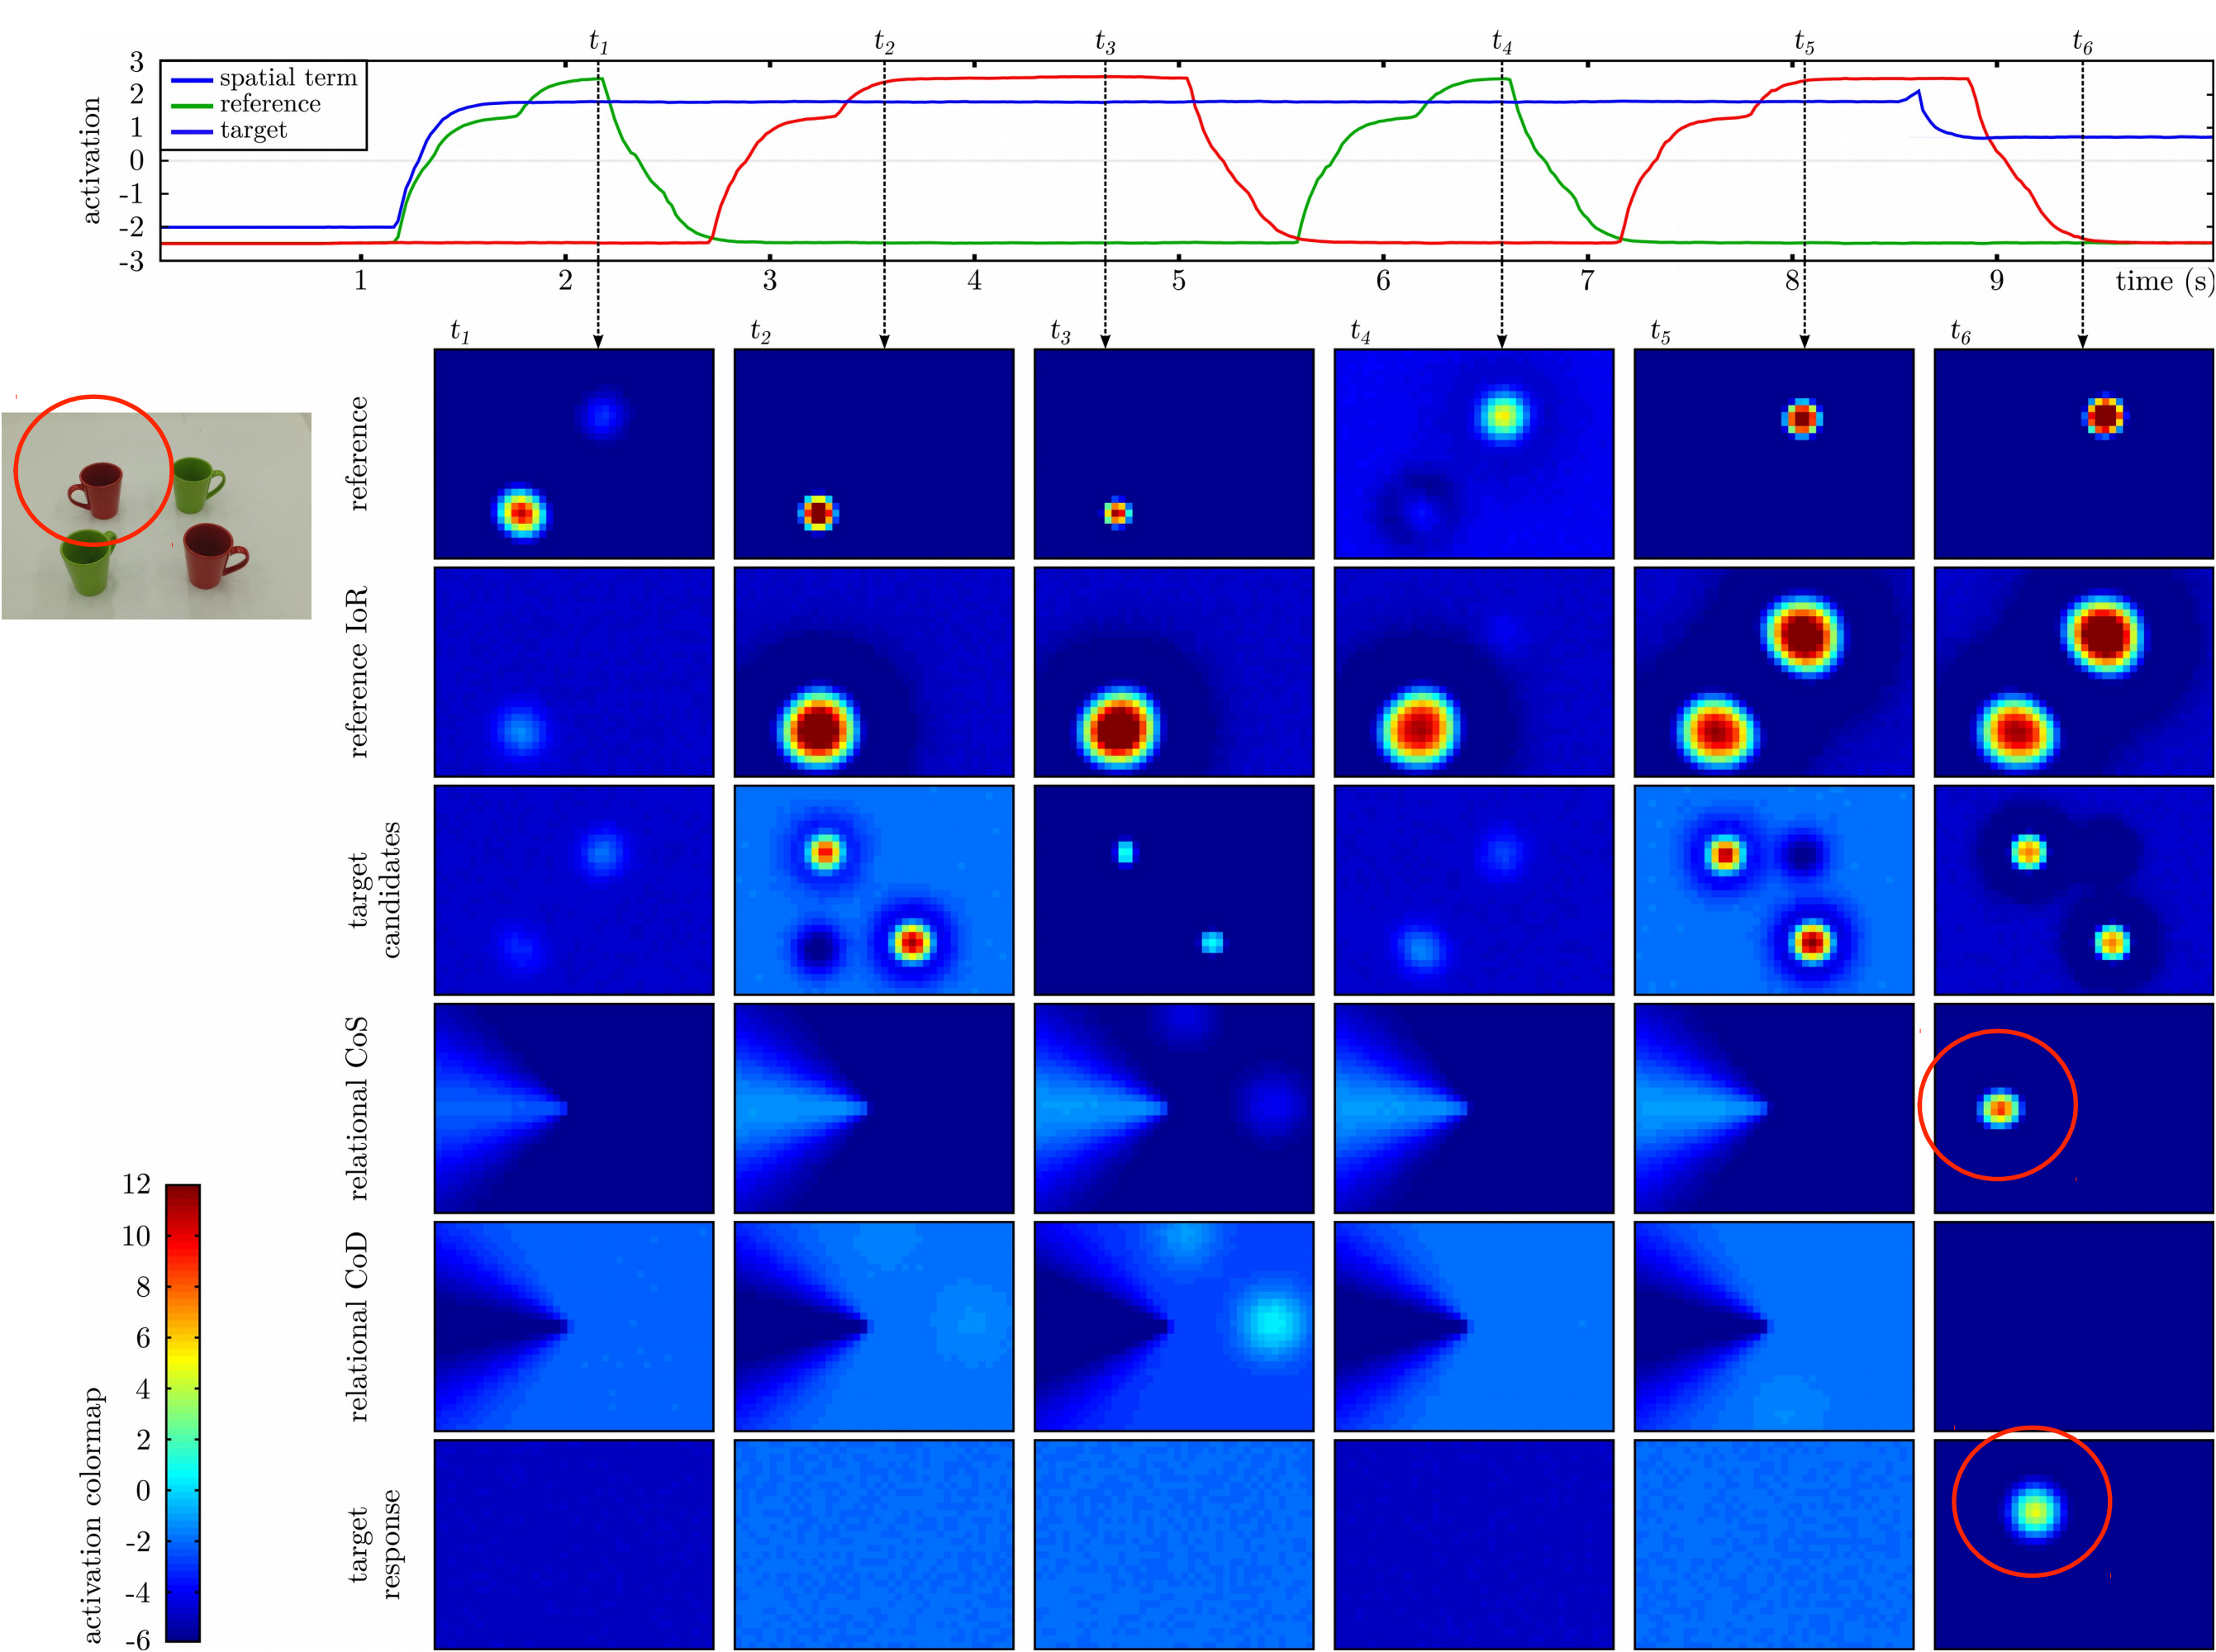 t1 t2 t3 t4 t5 t6
3
2
1
0
-1
-2
-3
activation
spatial term
reference
target
1 2 3 4 5 6 7 8 9 time (s)
t1 t2 t3 t4 t5 t6
reference
reference IoR
target
candidates
relational CoS
relational CoD
target
response
12
10
8
6
4
2
0
-2
-4
-6
activation colormap